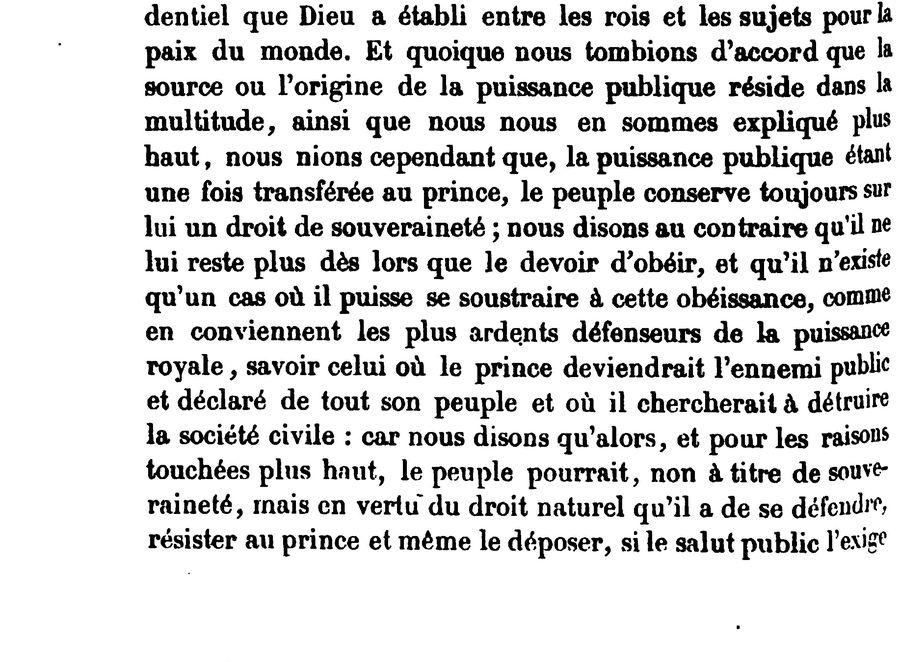 dentiel que Dieu a établi entre les rois et les sujets pour la
paix du monde. Et quoique nous tombions d'accord que la
source ou l'origine de la puissance publique réside dans la
multitude, ainsi que nous nous en sommes expliqué plus
haut, nous nions cependant que, la puissance publique étant
une fois transférée au prince, le peuple conserve toujours sur
lui un droit de souveraineté ; nous disons au contraire qu'il ne
lui reste plus dès lors que le devoir d'obéir, et qu'il n'existe
qu'un cas où il puisse se soustraire à cette obéissance, comme
en conviennent les plus ardents défenseurs de la puissance
royale, savoir celui où le prince deviendrait l'ennemi public
et déclaré de tout son peuple et où il chercherait à détruire
la société civile : car nous disons qu'alors, et pour les raisons
touchées plus haut, le peuple pourrait, non à titre de souve-
raineté, mais en vertu du droit naturel qu'il a de se défendre,
résister au prince et même le déposer, si le salut public l'exige